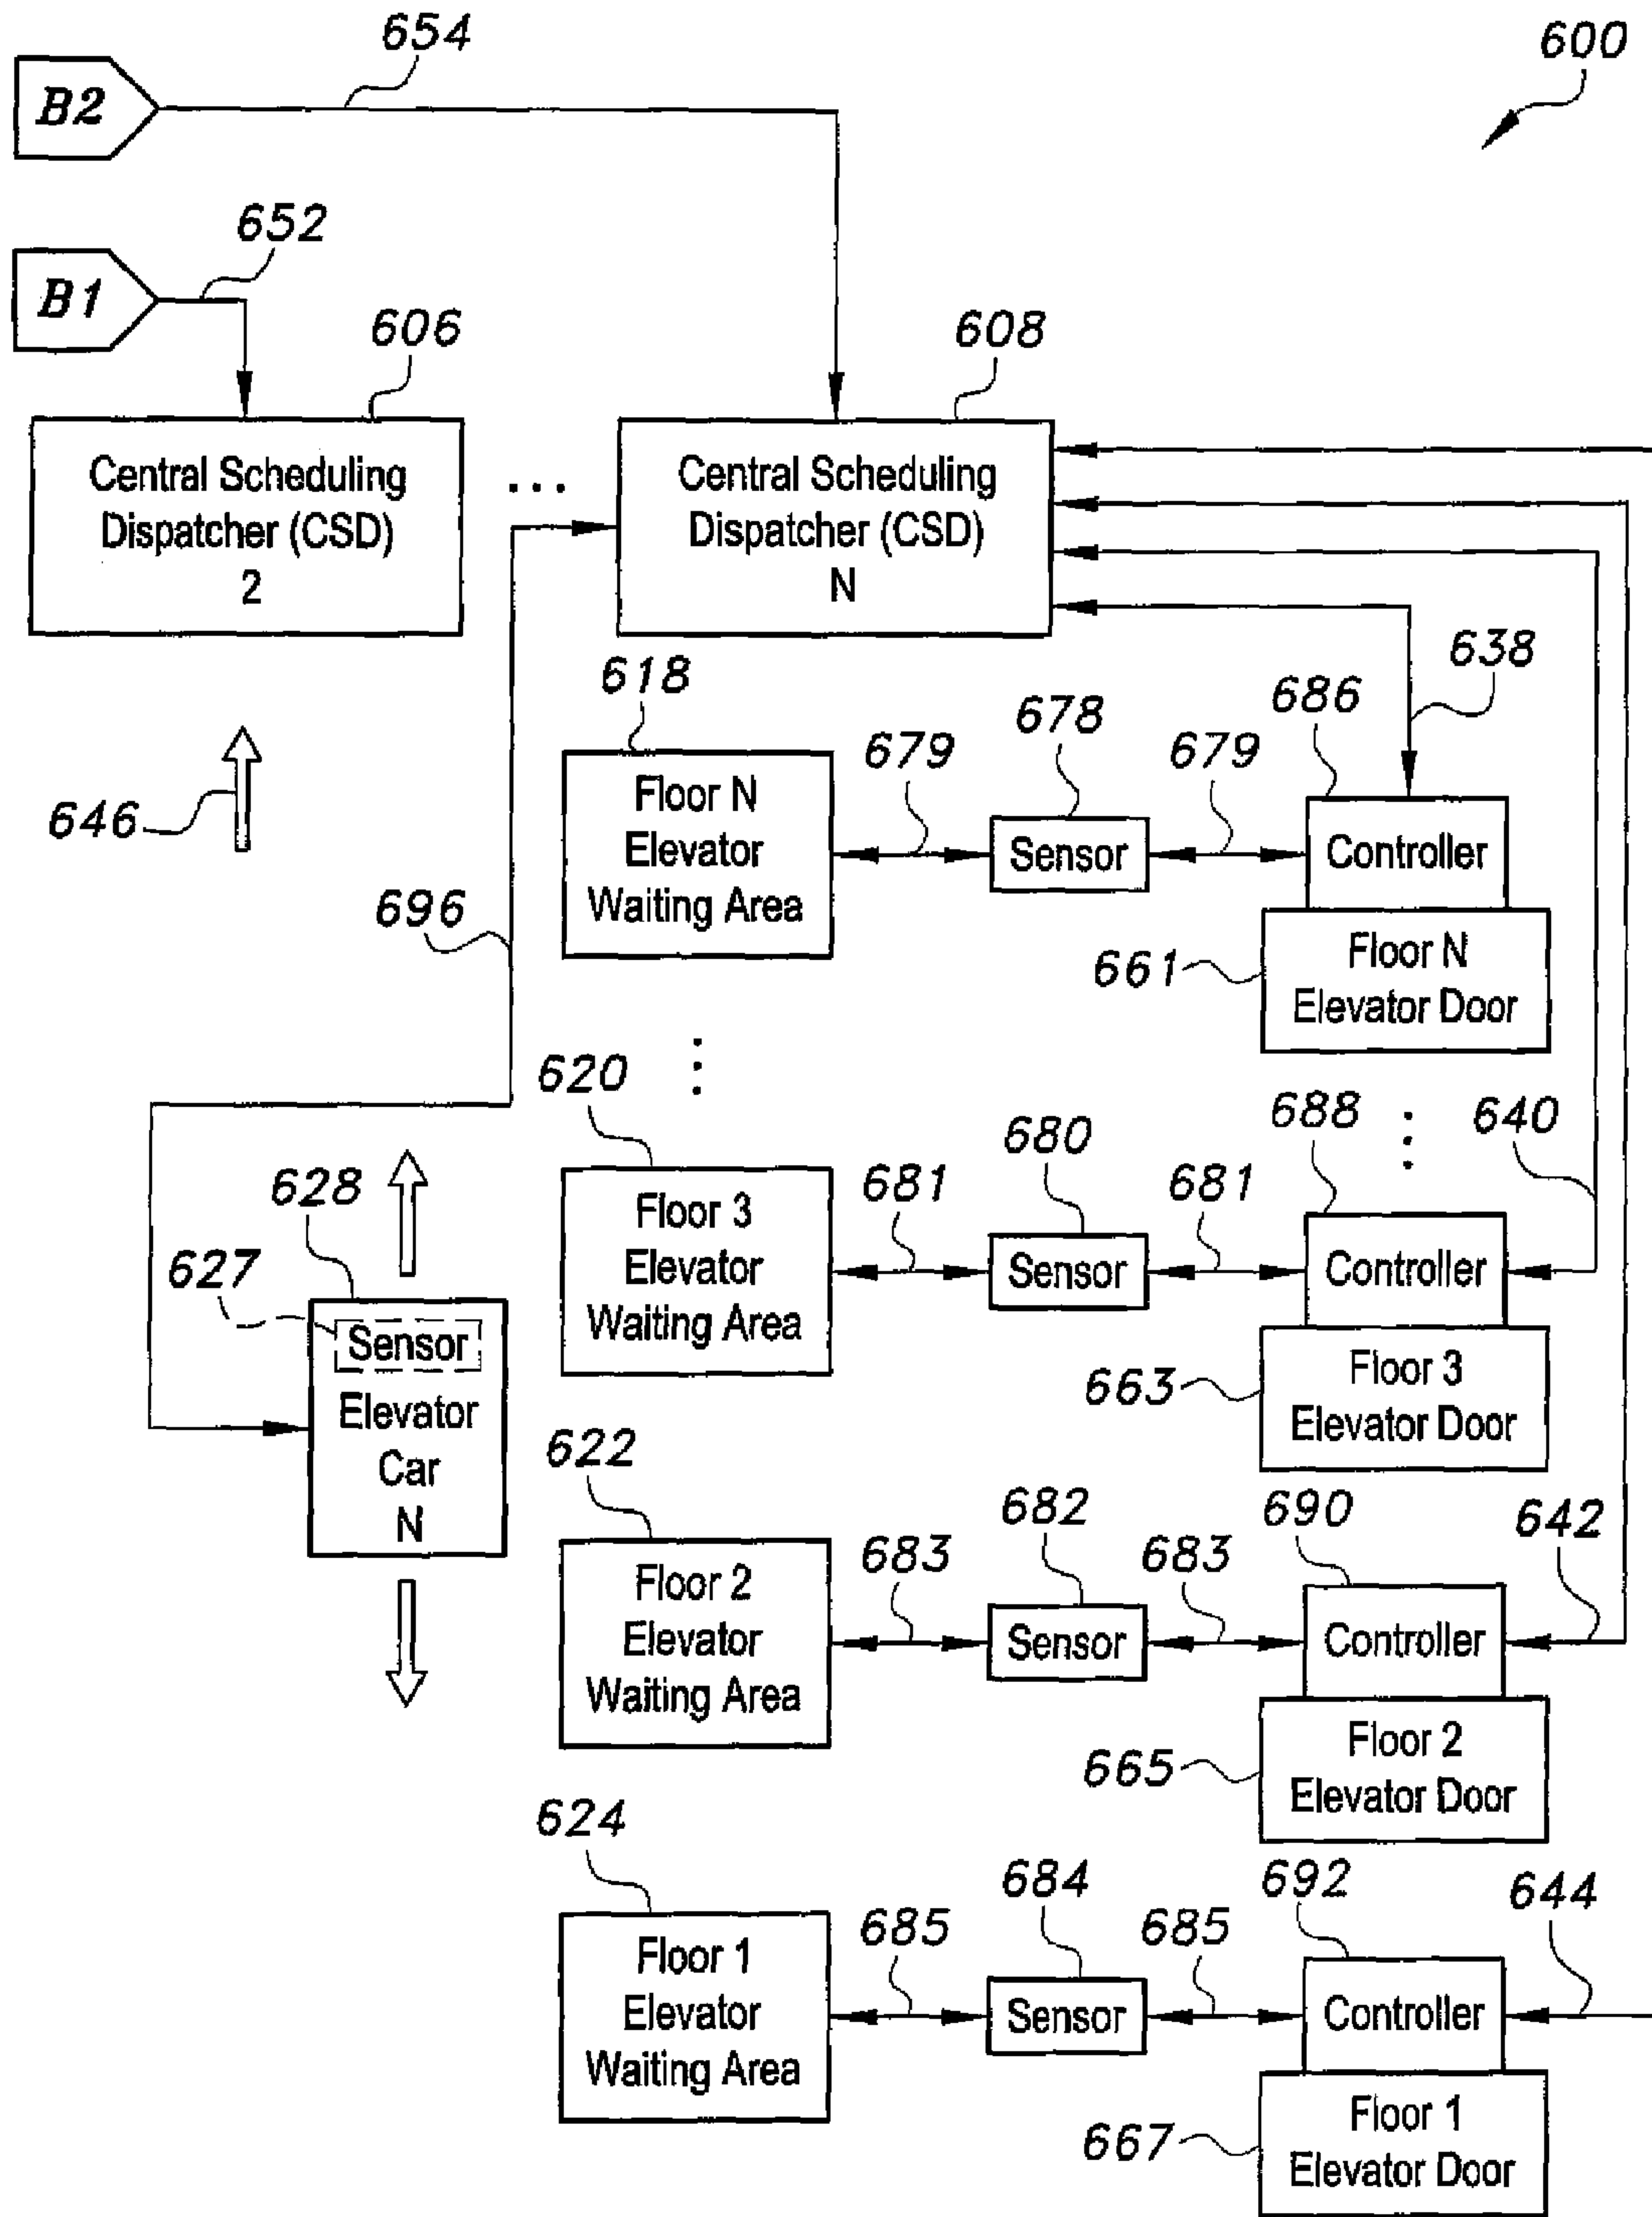 654
600
B2
652
B1
606
608
Central Scheduling
Dispatcher (CSD)
2
...
Central Scheduling
Dispatcher (CSD)
N
638
618
678
686
679
679
646
Floor N
Elevator
Waiting Area
Sensor
Controller
696
661
Floor N
Elevator Door
620
680
688
640
628
681
681
627
Floor 3
Elevator
Waiting Area
Sensor
Controller
Sensor
Elevator
Car
N
663
Floor 3
Elevator Door
622
682
690
642
683
683
Floor 2
Elevator
Waiting Area
Sensor
Controller
665
Floor 2
Elevator Door
624
684
692
644
685
685
Floor 1
Elevator
Waiting Area
Sensor
Controller
667
Floor 1
Elevator Door